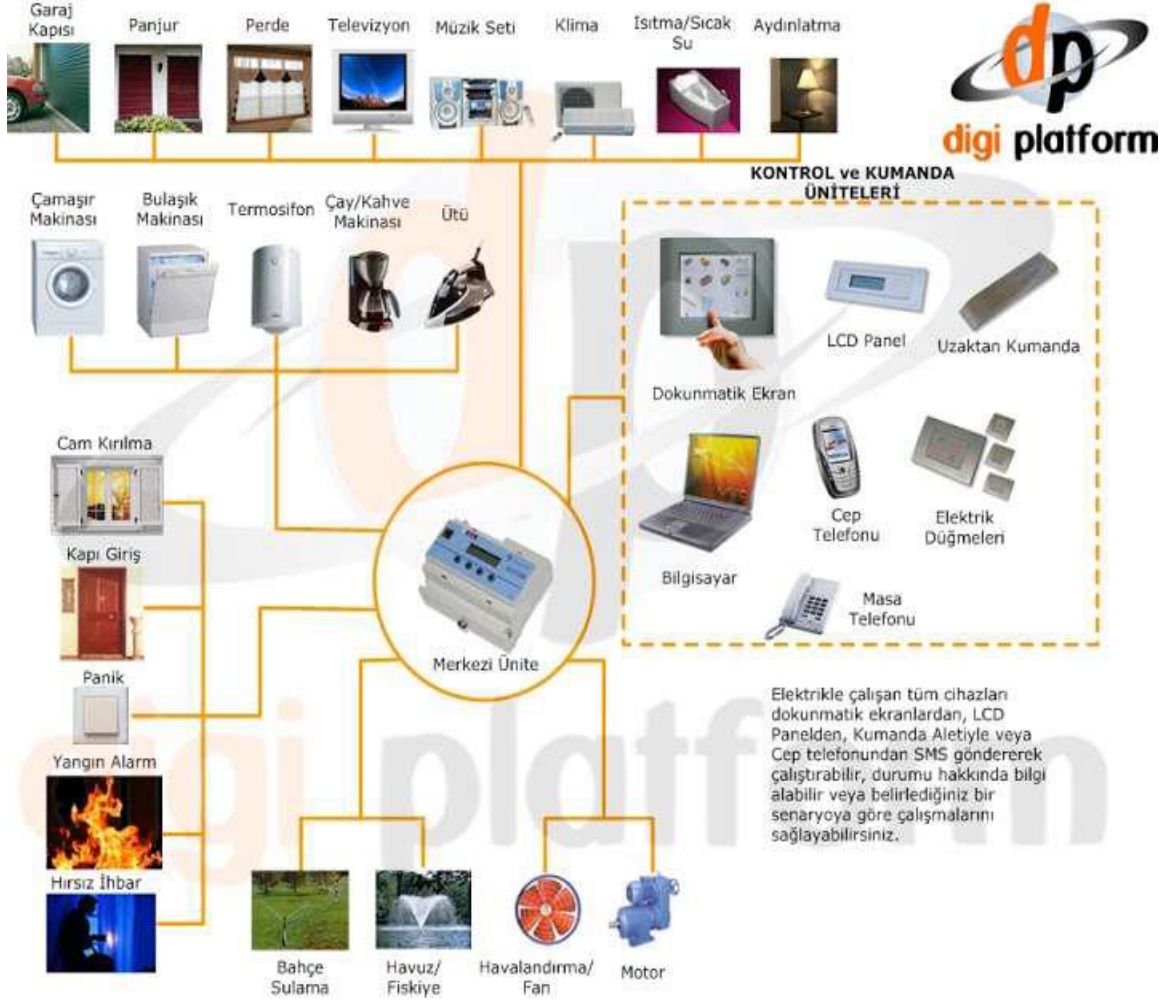 Garaj
Kapısı
Panjur
Perde
Televizyon
Müzik Seti
Klima
Isıtma/Sıcak
Su
Aydınlatma
dp
digi platform
KONTROL ve KUMANDA
ÜNİTELERİ
Çamaşır
Makinası
Bulaşık
Makinası
Termosifon
Çay/Kahve
Makinası
Ütü
LCD Panel
Uzaktan Kumanda
Dokunmatik Ekran
Cam Kırılma
Cep
Telefonu
Elektrik
Düğmeleri
Kapı Giriş
Bilgisayar
Masa
Telefonu
Merkezi Ünite
Panik
Elektrikle çalışan tüm cihazları
dokunmatik ekranlardan, LCD
Panelden, Kumanda Aletiyle veya
Cep telefonundan SMS göndererek
çalıştırabilir, durumu hakkında bilgi
alabilir veya belirlediğiniz bir
senaryoya göre çalışmalarını
sağlayabilirsiniz.
Yangın Alarm
Hırsız İhbar
Bahçe
Sulama
Havuz/
Fiskiye
Havalandırma/
Fan
Motor
digi platform